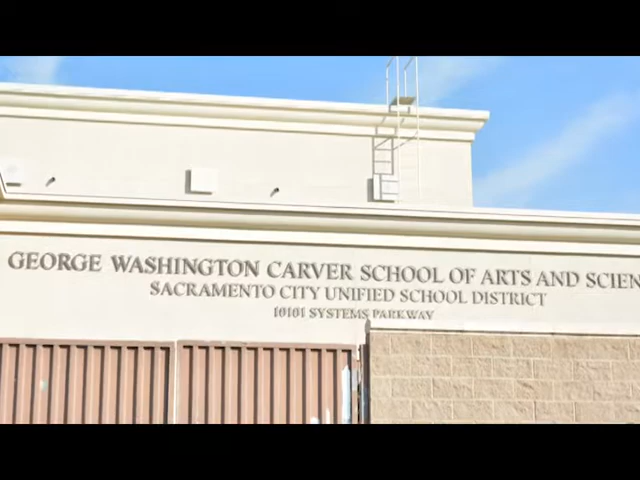 GEORGE WASHINGTON CARVER SCHOOL OF ARTS AND SCIEN
SACRAMENTO CITY UNIFIED SCHOOL DISTRICT
10101 SYSTEMS PARKWAY